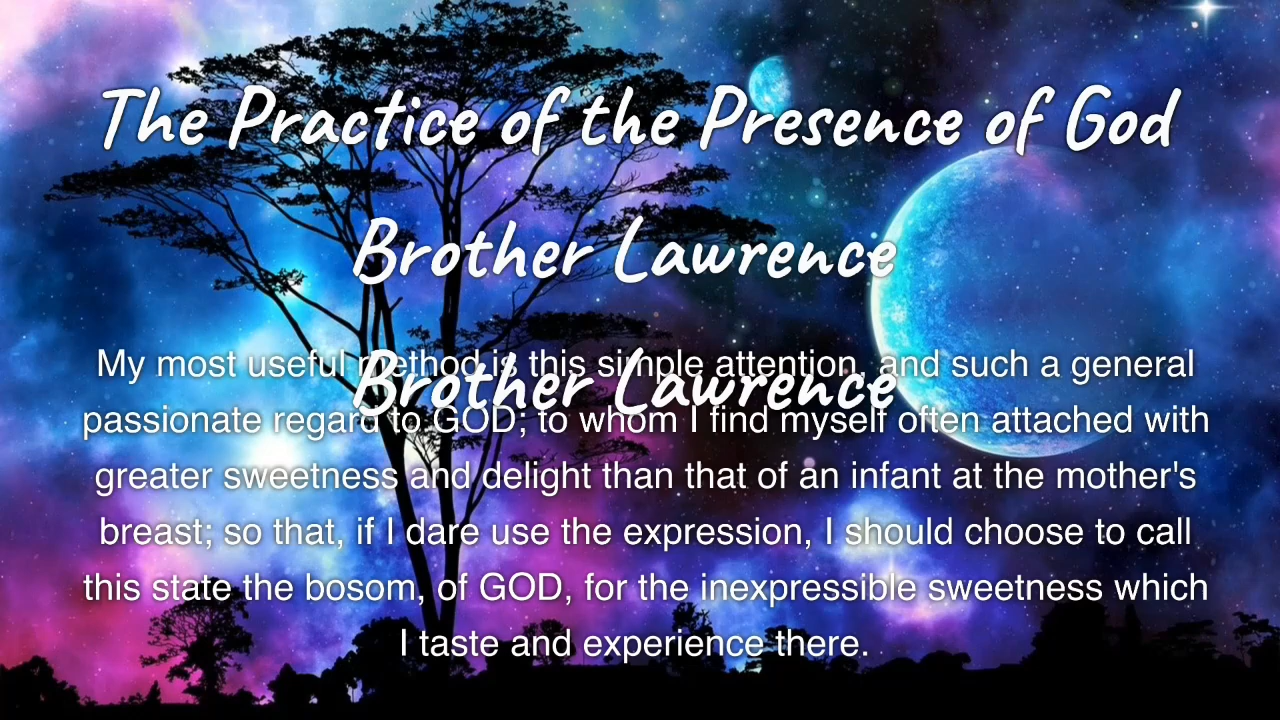 The Practice of the Presence of God
Brother Lawrence
Brother Lawrence
My most useful method is this simple attention, and such a general
passionate regard to GOD; to whom I find myself often attached with
greater sweetness and delight than that of an infant at the mother's
breast; so that, if I dare use the expression, I should choose to call
this state the bosom, of GOD, for the inexpressible sweetness which
I taste and experience there.